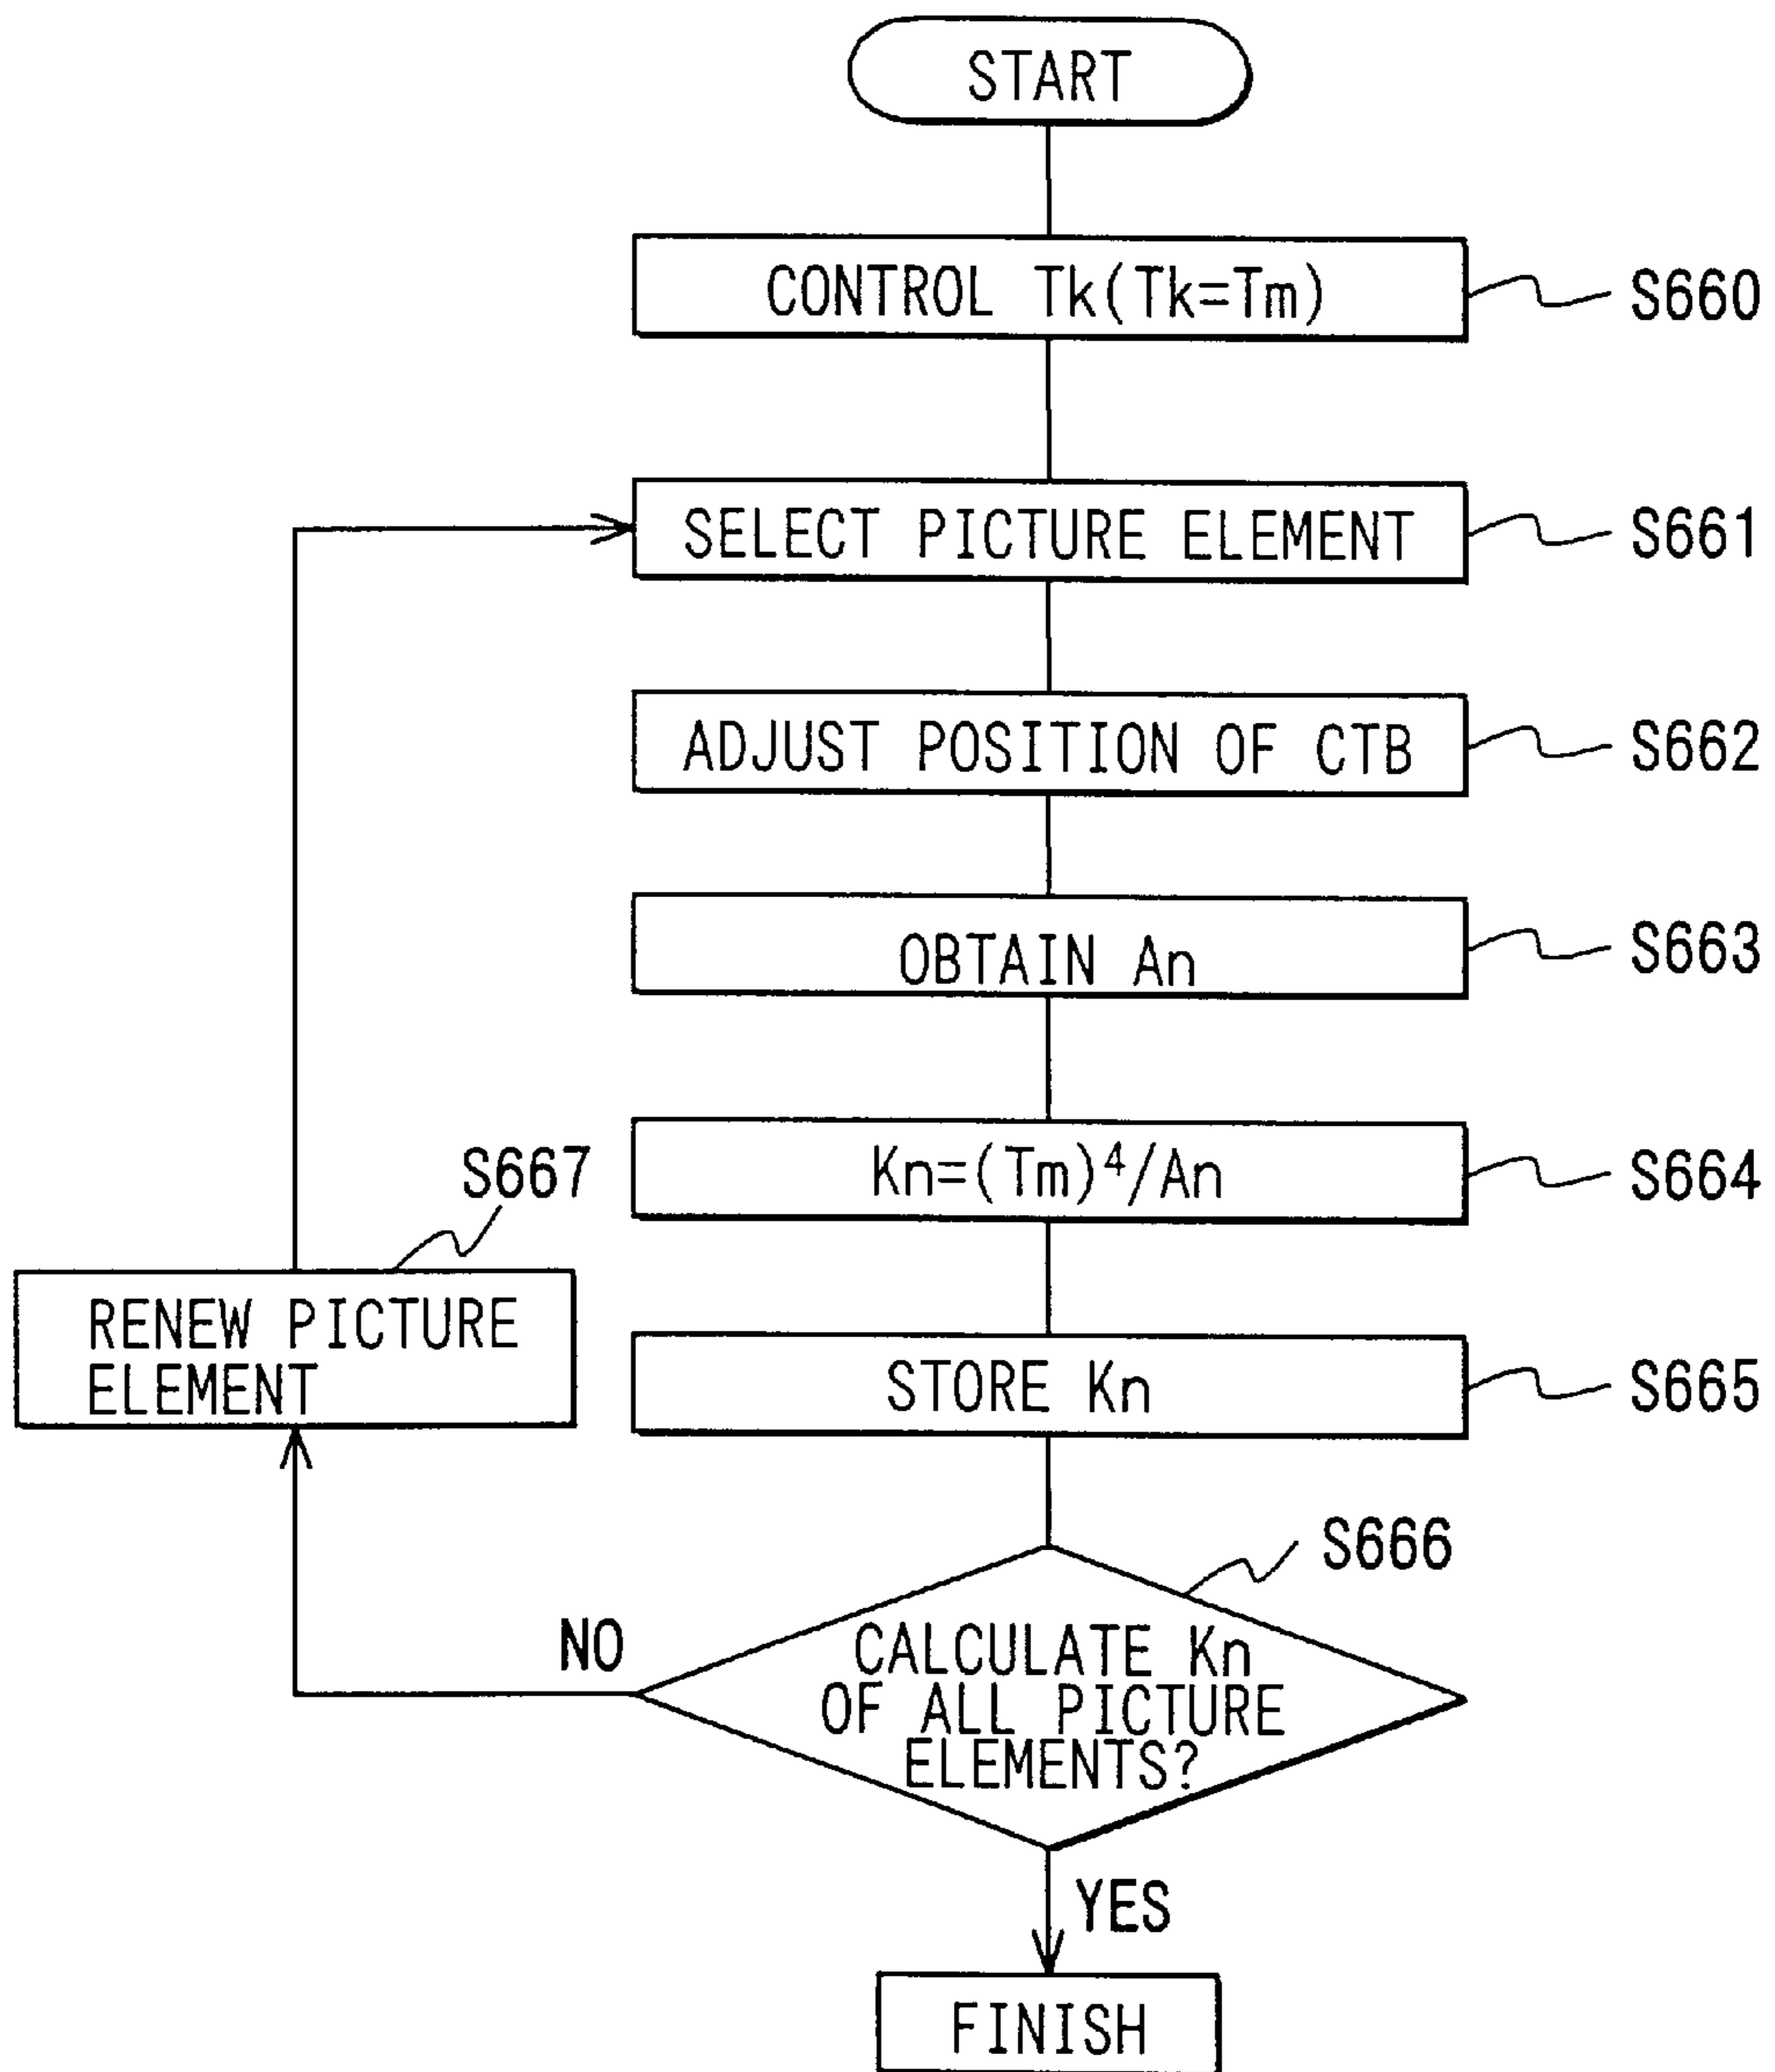 START
CONTROL Tk(Tk=Tm)
S660
SELECT PICTURE ELEMENT
S661
ADJUST POSITION OF CTB
S662
OBTAIN An
S663
Kn=(Tm)⁴/An
S664
S667
RENEW PICTURE
ELEMENT
STORE Kn
S665
S666
NO
CALCULATE Kn
OF ALL PICTURE
ELEMENTS?
YES
FINISH